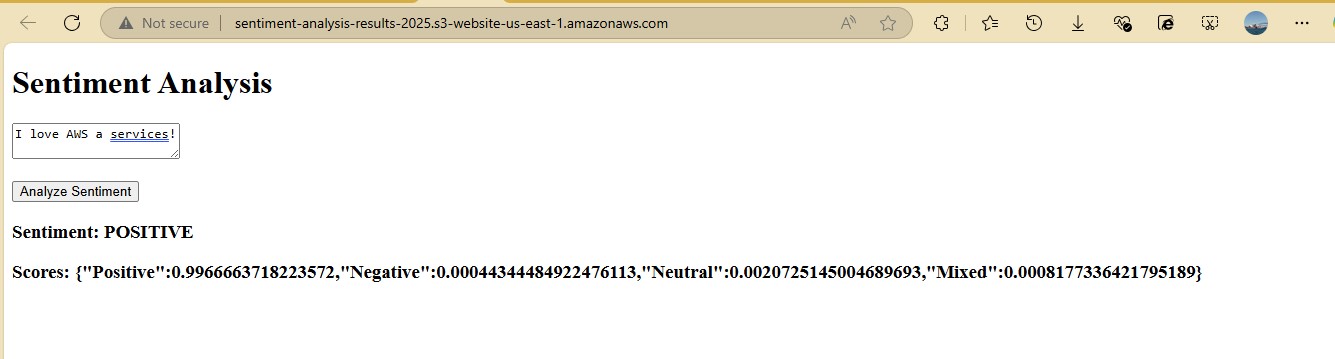 Not secure sentiment-analysis-results-2025.s3-website-us-east-1.amazonaws.com
Sentiment Analysis
I love AWS a services!
Analyze Sentiment
Sentiment: POSITIVE
Scores: {"Positive":0.9966663718223572,"Negative":0.00044344484922476113,"Neutral":0.0020725145004689693,"Mixed":0.0008177336421795189}